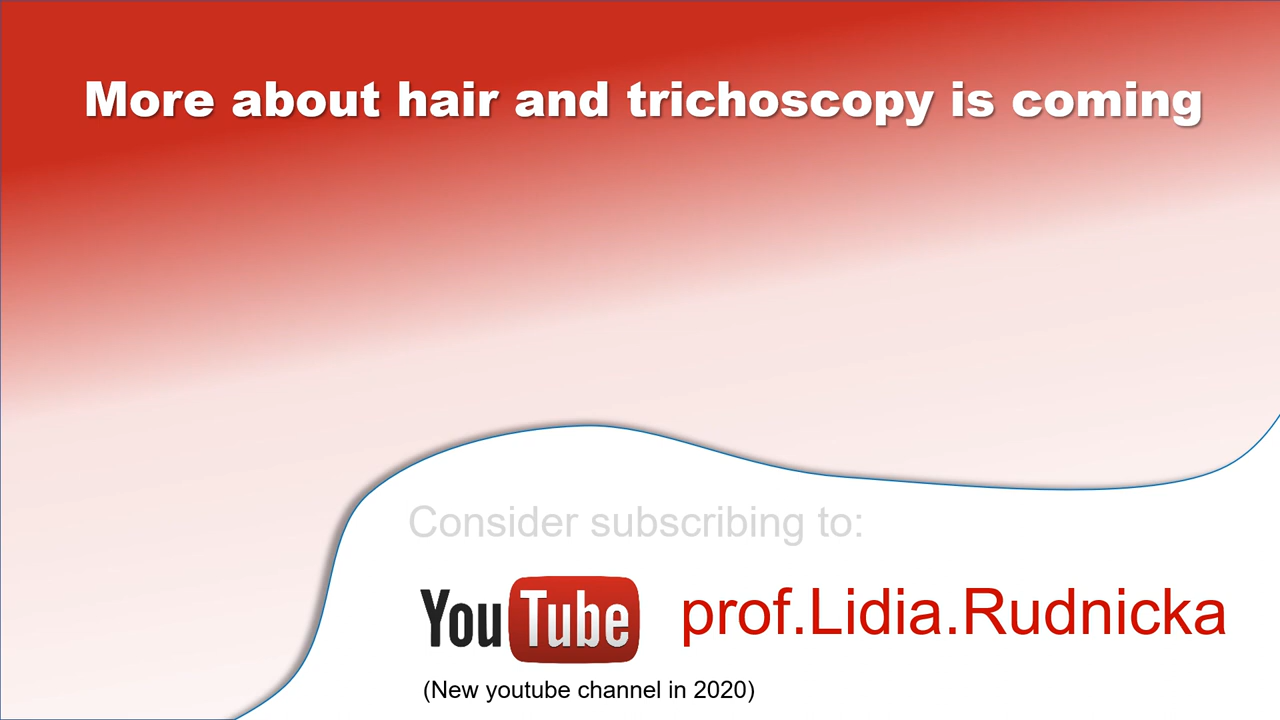 More about hair and trichoscopy is coming
Consider subscribing to:
YouTube prof.Lidia.Rudnicka
(New youtube channel in 2020)